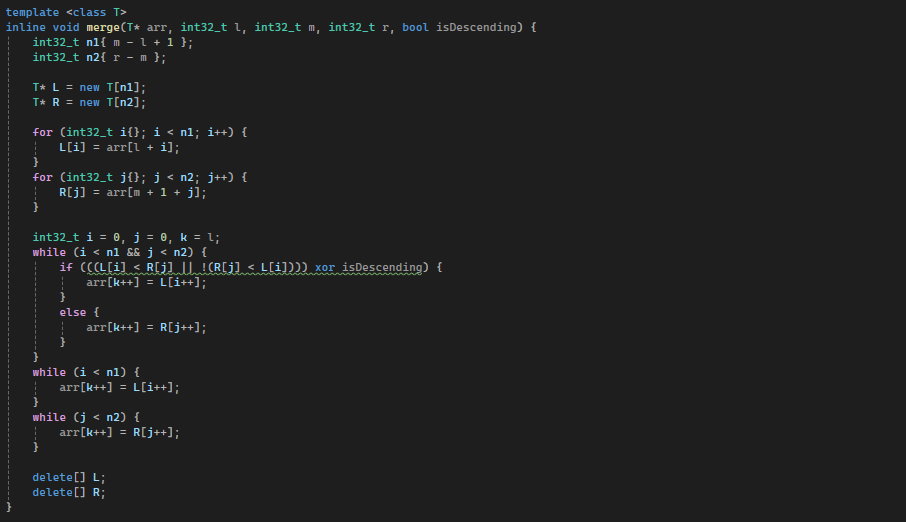 template <class T>
inline void merge(T* arr, int32_t l, int32_t m, int32_t r, bool isDescending) {
    int32_t n1{ m - l + 1 };
    int32_t n2{ r - m };

    T* L = new T[n1];
    T* R = new T[n2];

    for (int32_t i{}; i < n1; i++) {
        L[i] = arr[l + i];
    }
    for (int32_t j{}; j < n2; j++) {
        R[j] = arr[m + 1 + j];
    }

    int32_t i = 0, j = 0, k = l;
    while (i < n1 && j < n2) {
        if (((L[i] < R[j] || !(R[j] < L[i]))) xor isDescending) {
            arr[k++] = L[i++];
        }
        else {
            arr[k++] = R[j++];
        }
    }
    while (i < n1) {
        arr[k++] = L[i++];
    }
    while (j < n2) {
        arr[k++] = R[j++];
    }

    delete[] L;
    delete[] R;
}